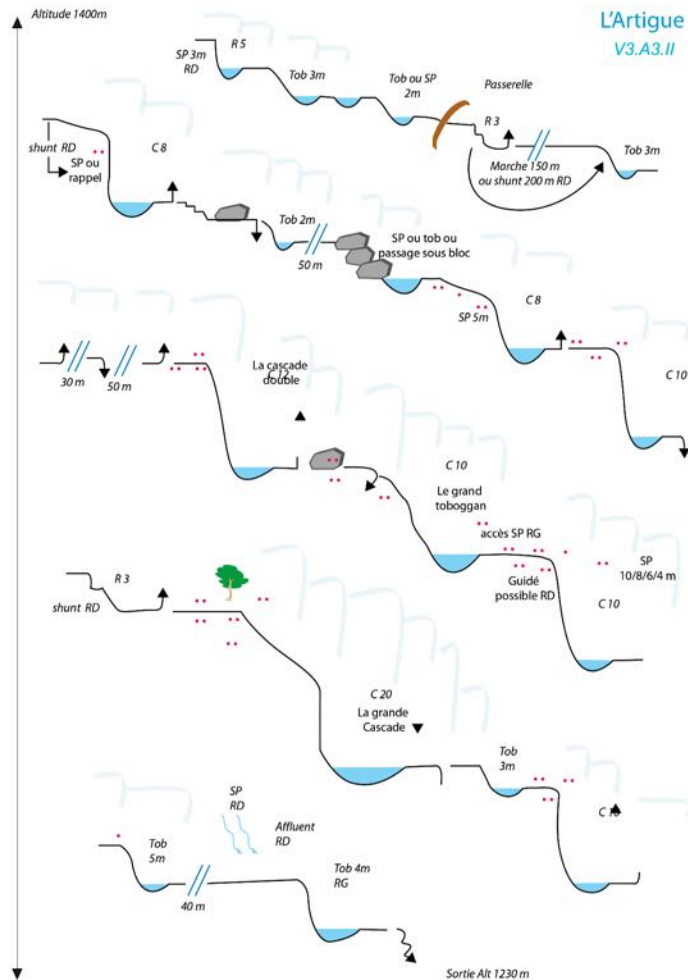 Altitude 1400m
L'Artigue
V3.A3.II
SP 3m
RD
R 5
Tob 3m
Tob ou SP
2m
Passerelle
R 3
Marche 150 m
ou shunt 200 m RD
Tob 3m
shunt RD
SP ou
rappel
C 8
Tob 2m
50 m
SP ou tob ou
passage sous bloc
SP 5m
C 8
C 10
30 m
50 m
La cascade
double
C 12
C 10
Le grand
toboggan
accès SP RG
Guidé
possible RD
SP
10/8/6/4 m
C 10
R 3
shunt RD
C 20
La grande
Cascade
Tob
3m
C 10
Tob
5m
40 m
SP
RD
Affluent
RD
Tob 4m
RG
Sortie Alt 1230 m